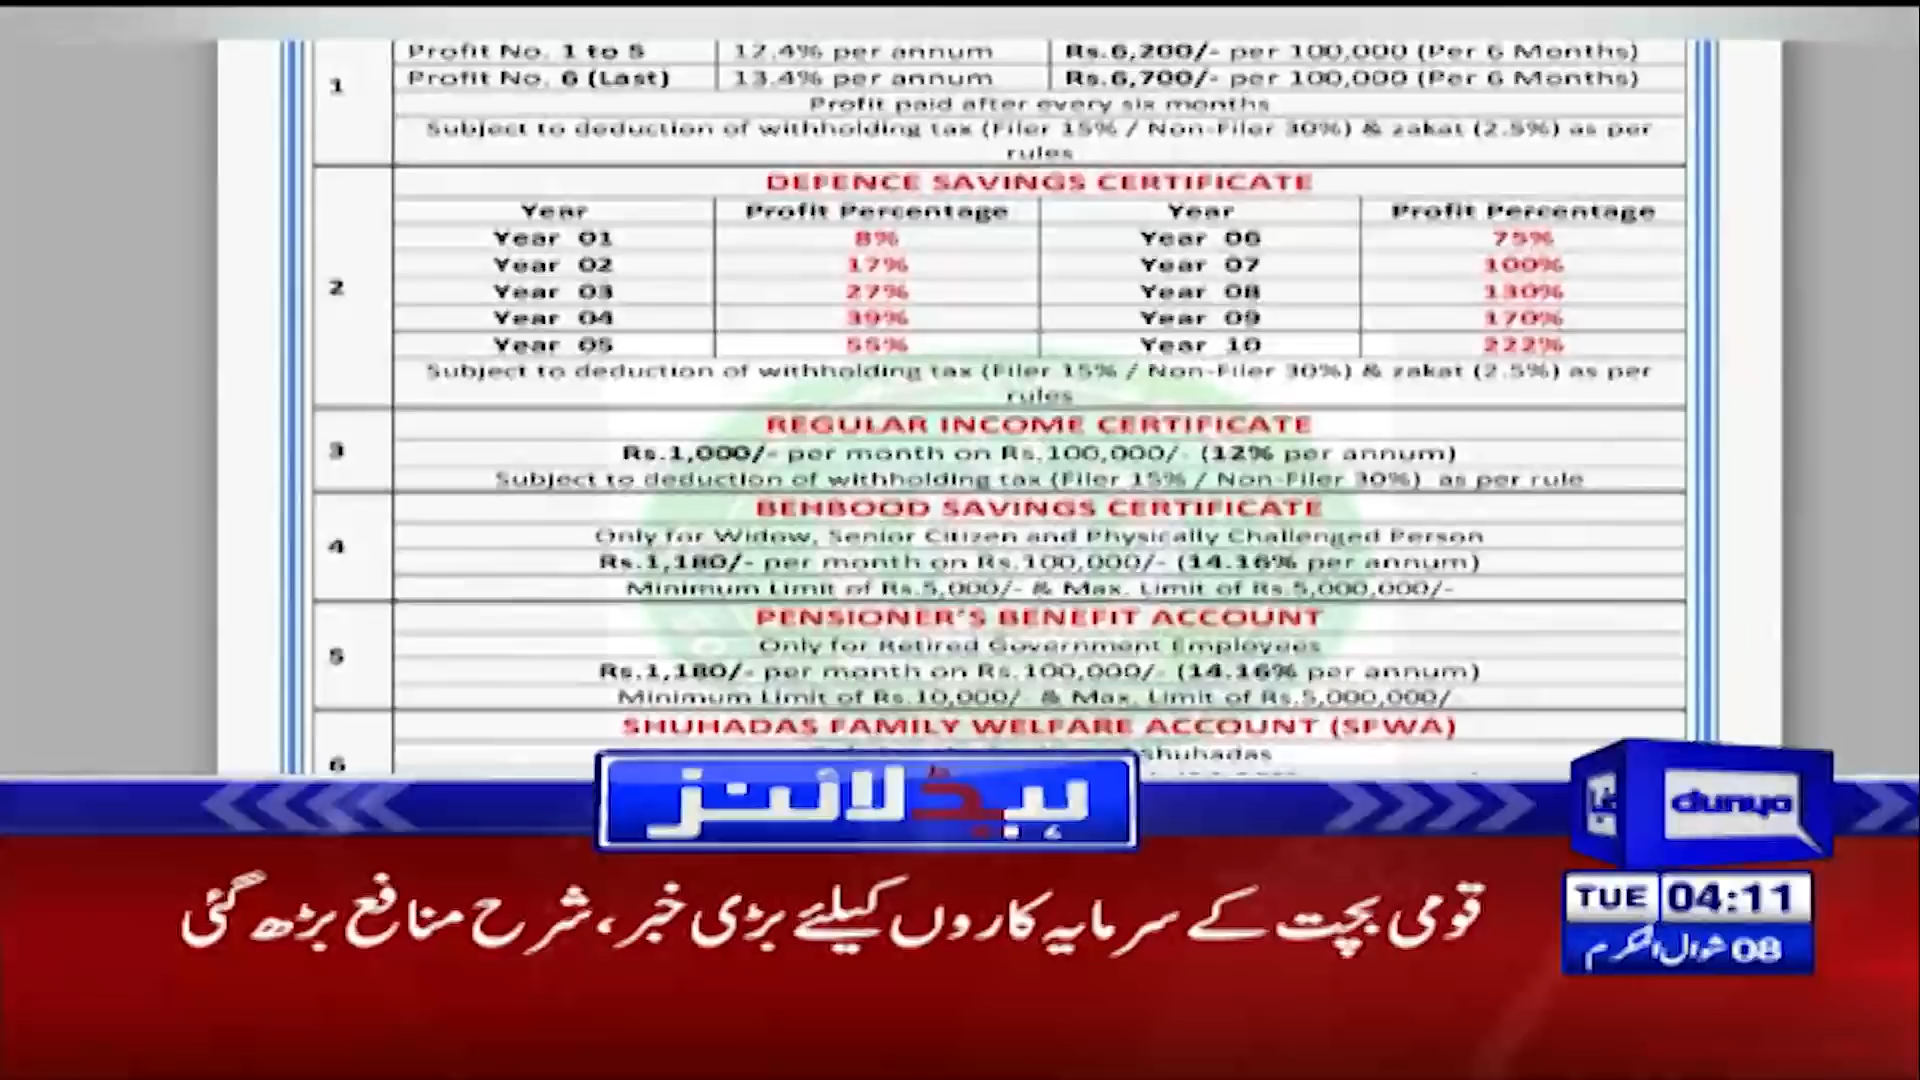 Profit No. 1 to 5 12.4% per annum Rs.6,200/- per 100,000 (Per 6 Months)
1 Profit No. 6 (Last) 13.4% per annum Rs.6,700/- per 100,000 (Per 6 Months)
Profit paid after every six months
Subject to deduction of withholding tax (Filer 15% / Non-Filer 30%) & zakat (2.5%) as per
rules
2 DEFENCE SAVINGS CERTIFICATE
Year Profit Percentage Year Profit Percentage
Year 01 8% Year 06 75%
Year 02 17% Year 07 100%
Year 03 27% Year 08 130%
Year 04 39% Year 09 170%
Year 05 55% Year 10 222%
Subject to deduction of withholding tax (Filer 15% / Non-Filer 30%) & zakat (2.5%) as per
rules
3 REGULAR INCOME CERTIFICATE
Rs.1,000/- per month on Rs.100,000/- (12% per annum)
Subject to deduction of withholding tax (Filer 15% / Non-Filer 30%) as per rule
4 BEHBOOD SAVINGS CERTIFICATE
Only for Widow, Senior Citizen and Physically Challenged Person
Rs.1,180/- per month on Rs.100,000/- (14.16% per annum)
Minimum Limit of Rs.5,000/- & Max. Limit of Rs.5,000,000/-
5 PENSIONER'S BENEFIT ACCOUNT
Only for Retired Government Employees
Rs.1,180/- per month on Rs.100,000/- (14.16% per annum)
Minimum Limit of Rs.10,000/- & Max. Limit of Rs.5,000,000/-
6 SHUHADAS FAMILY WELFARE ACCOUNT (SFWA)
Shuhadas
ہیڈ لائنز
dunya
قومی بچت کے سرمایہ کاروں کیلئے بڑی خبر، شرح منافع بڑھ گئی
TUE 04:11
08 شوال المکرم